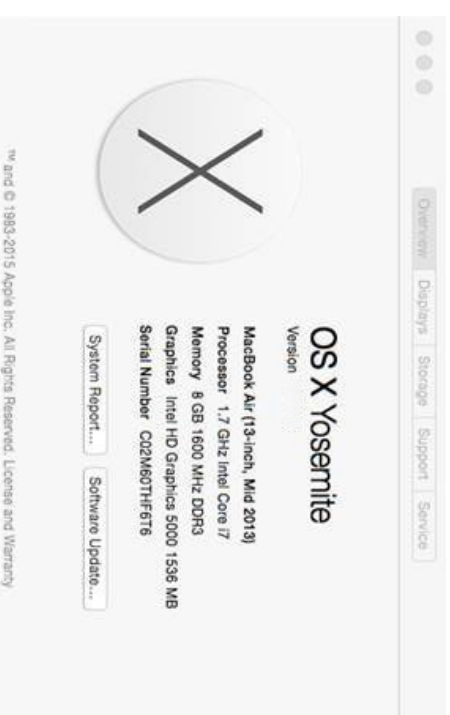 Overview Displays Storage Support Service
OS X Yosemite
Version
MacBook Air (13-inch, Mid 2013)
Processor 1.7 GHz Intel Core i7
Memory 8 GB 1600 MHz DDR3
Graphics Intel HD Graphics 5000 1536 MB
Serial Number C02M60THF6T6
System Report... Software Update...
™ and © 1983-2015 Apple Inc. All Rights Reserved. License and Warranty